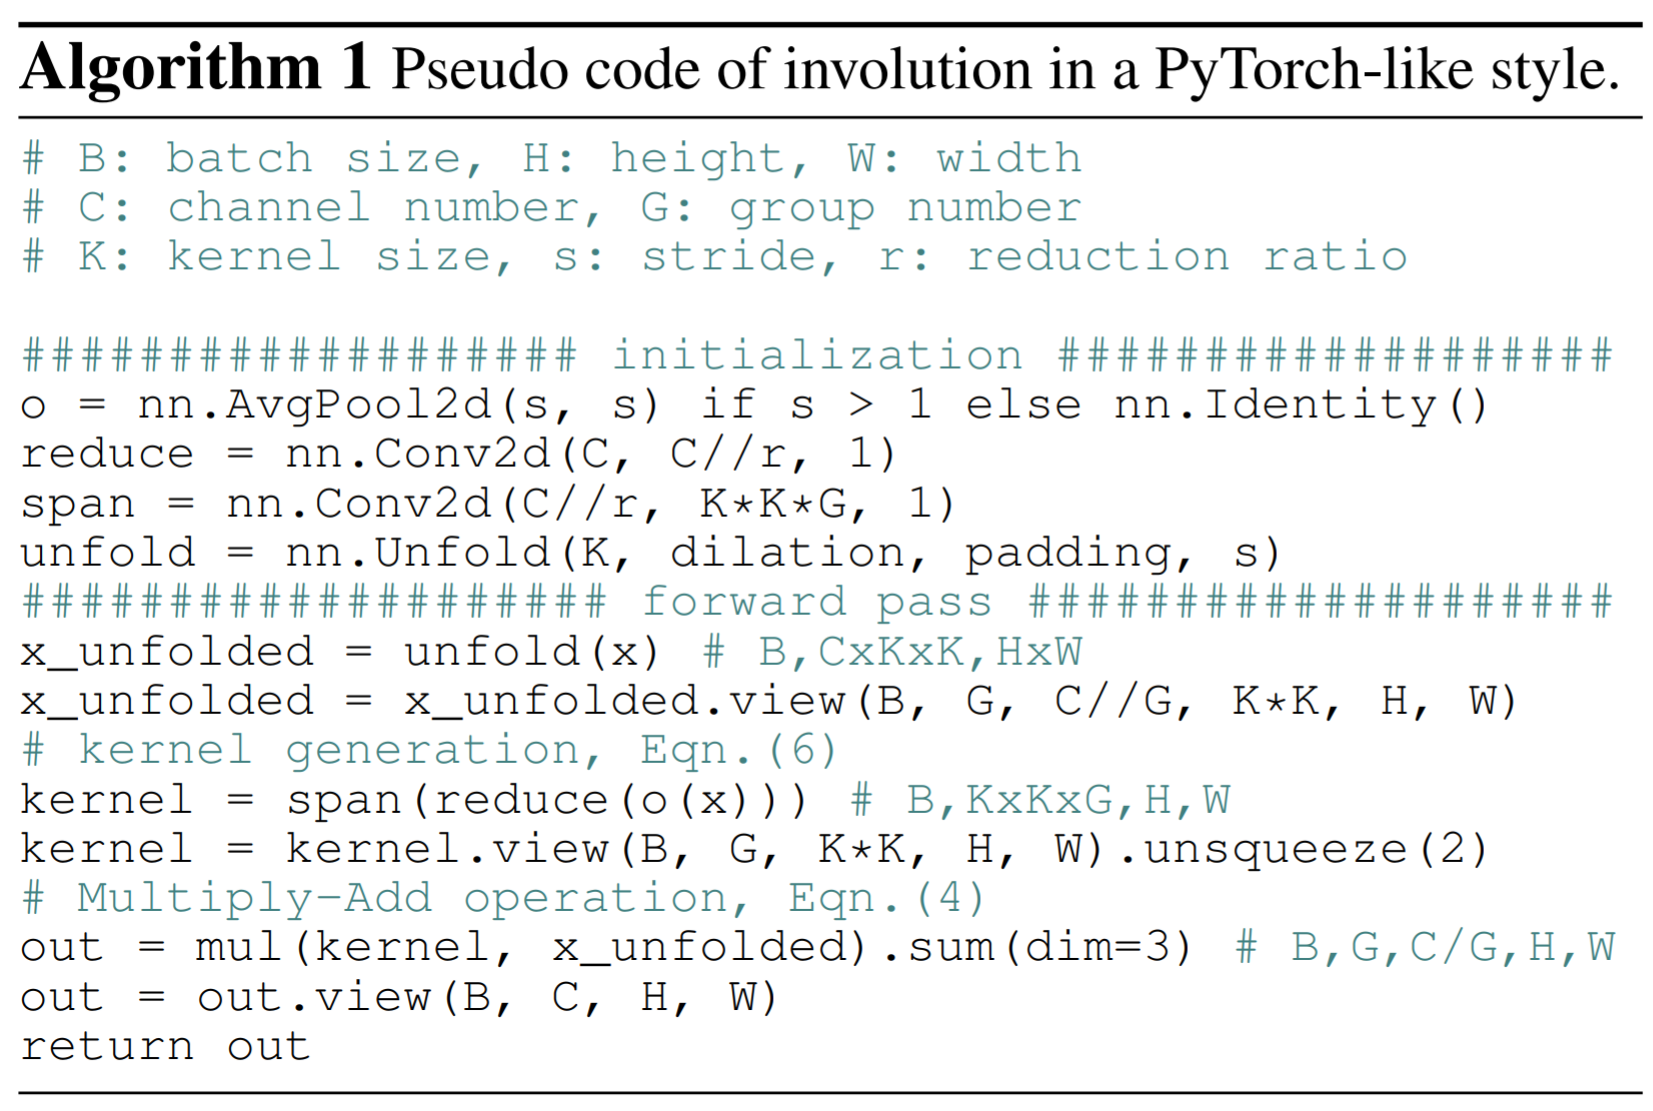 Algorithm 1 Pseudo code of involution in a PyTorch-like style.
# B: batch size, H: height, W: width
# C: channel number, G: group number
# K: kernel size, s: stride, r: reduction ratio
################### initialization ###################
o = nn.AvgPool2d(s, s) if s > 1 else nn.Identity()
reduce = nn.Conv2d(C, C//r, 1)
span = nn.Conv2d(C//r, K*K*G, 1)
unfold = nn.Unfold(K, dilation, padding, s)
#################### forward pass ####################
x_unfolded = unfold(x) # B,CxKxK,HxW
x_unfolded = x_unfolded.view(B, G, C//G, K*K, H, W)
# kernel generation, Eqn.(6)
kernel = span(reduce(o(x))) # B,KxKxG,H,W
kernel = kernel.view(B, G, K*K, H, W).unsqueeze(2)
# Multiply-Add operation, Eqn.(4)
out = mul(kernel, x_unfolded).sum(dim=3) # B,G,C/G,H,W
out = out.view(B, C, H, W)
return out